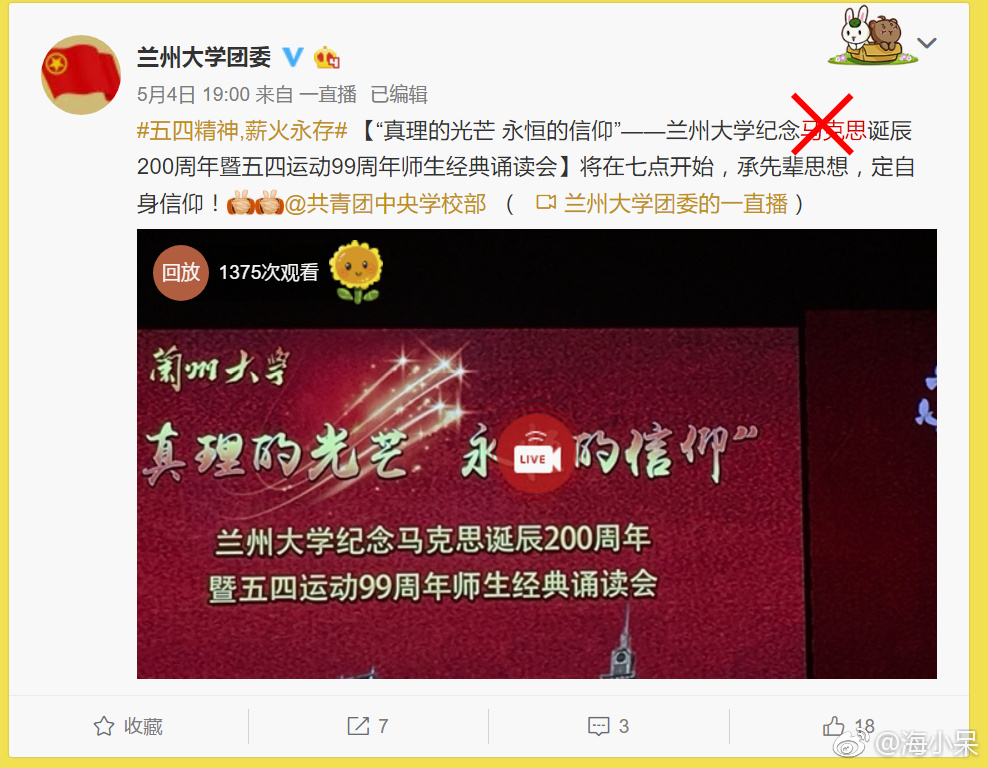 兰州大学团委
5月4日 19:00 来自 一直播 已编辑
#五四精神,薪火永存# 【“真理的光芒 永恒的信仰”——兰州大学纪念马克思诞辰
200周年暨五四运动99周年师生经典诵读会】将在七点开始，承先辈思想，定自
身信仰！@共青团中央学校部 （ 兰州大学团委的一直播 ）
回放 1375次观看
兰州大学
真理的光芒 永 的信仰”
LIVE
兰州大学纪念马克思诞辰200周年
暨五四运动99周年师生经典诵读会
收藏 7 3 18
@海小呆